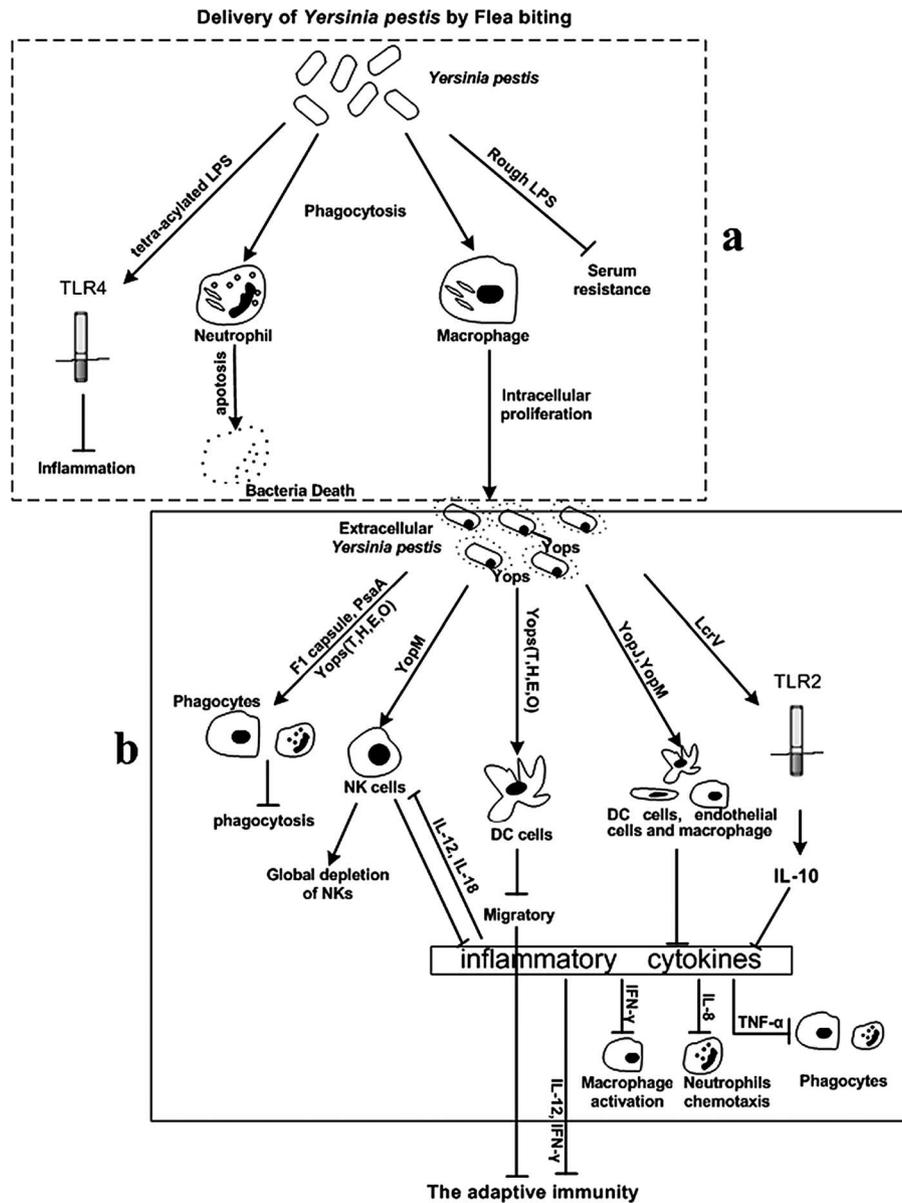 Delivery of Yersinia pestis by Flea biting
Yersinia pestis
tetra-acylated LPS
Rough LPS
Phagocytosis
a
TLR4
Serum
resistance
Neutrophil
Macrophage
apotosis
Intracellular
proliferation
Inflammation
Bacteria Death
Extracellular
Yersinia pestis
Yops
Yops
F1 capsule, PsaA
Yops(T,H,E,O)
YopM
Yops(T,H,E,O)
YopJ,YopM
LcrV
TLR2
Phagocytes
b
NK cells
phagocytosis
DC cells
DC cells, endothelial
cells and macrophage
IL-12, IL-18
Global depletion
of NKs
IL-10
Migratory
inflammatory cytokines
IFN-γ
IL-8
TNF-α
Macrophage
activation
Neutrophils
chemotaxis
Phagocytes
IL-12, IFN-γ
The adaptive immunity